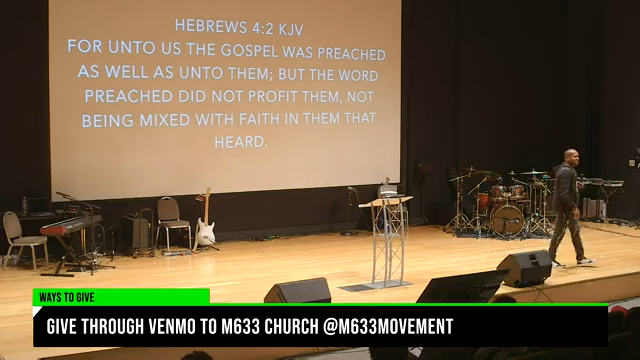 HEBREWS 4:2 KJV
FOR UNTO US THE GOSPEL WAS PREACHED
AS WELL AS UNTO THEM; BUT THE WORD
PREACHED DID NOT PROFIT THEM, NOT
BEING MIXED WITH FAITH IN THEM THAT
HEARD.
WAYS TO GIVE
GIVE THROUGH VENMO TO M633 CHURCH @M633MOVEMENT